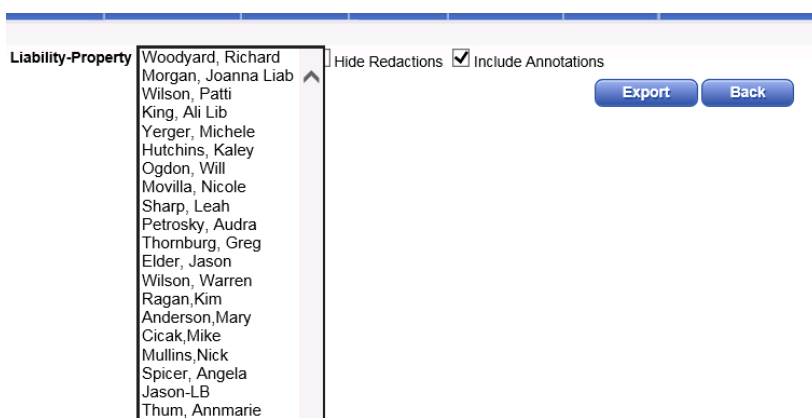 Liability-Property
Woodyard, Richard
Morgan, Joanna Liab
Wilson, Patti
King, Ali Lib
Yerger, Michele
Hutchins, Kaley
Ogdon, Will
Movilla, Nicole
Sharp, Leah
Petrosky, Audra
Thornburg, Greg
Elder, Jason
Wilson, Warren
Ragan,Kim
Anderson,Mary
Cicak,Mike
Mullins,Nick
Spicer, Angela
Jason-LB
Thum, Annmarie
Hide Redactions
Include Annotations
Export
Back